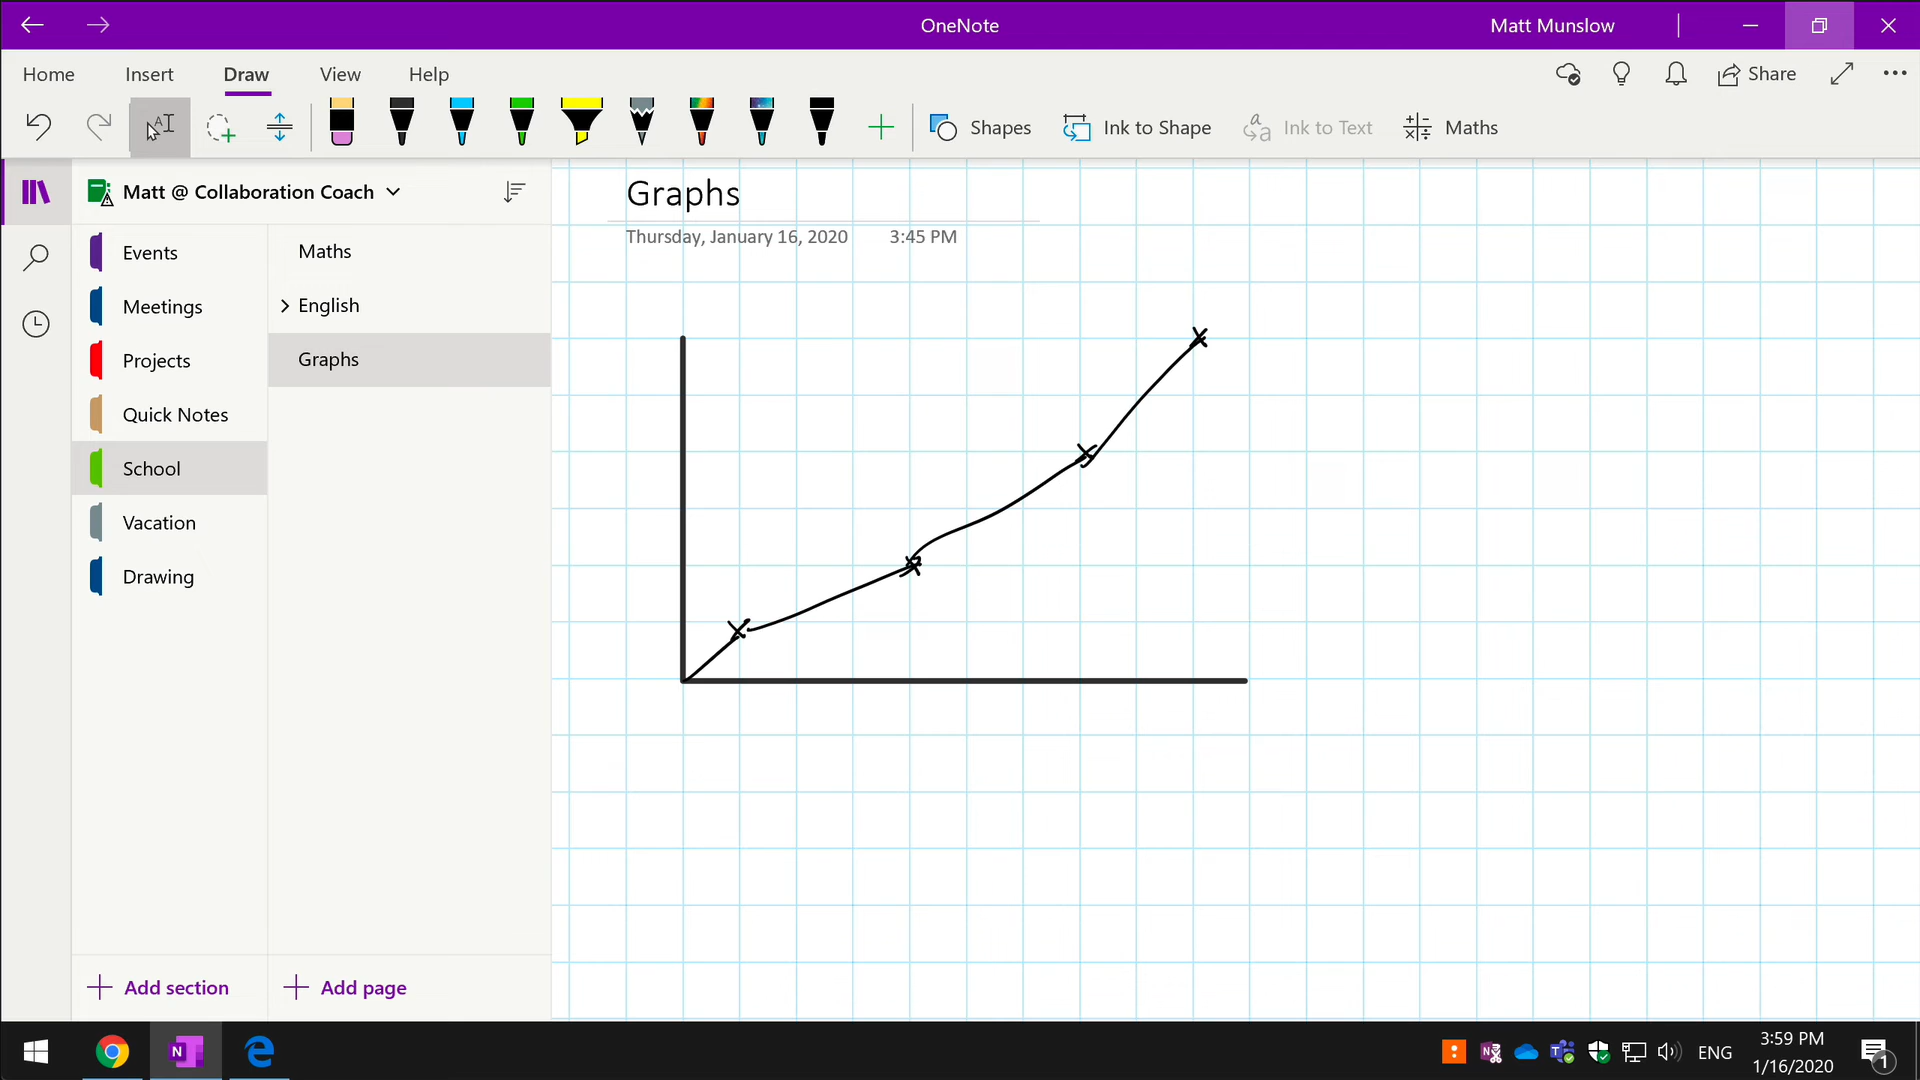 OneNote
Matt Munslow
Home Insert Draw View Help
Share
Shapes Ink to Shape Ink to Text Maths
Matt @ Collaboration Coach
Events
Meetings
Projects
Quick Notes
School
Vacation
Drawing
Add section
Maths
English
Graphs
Add page
Graphs
Thursday, January 16, 2020 3:45 PM
ENG
3:59 PM
1/16/2020
1